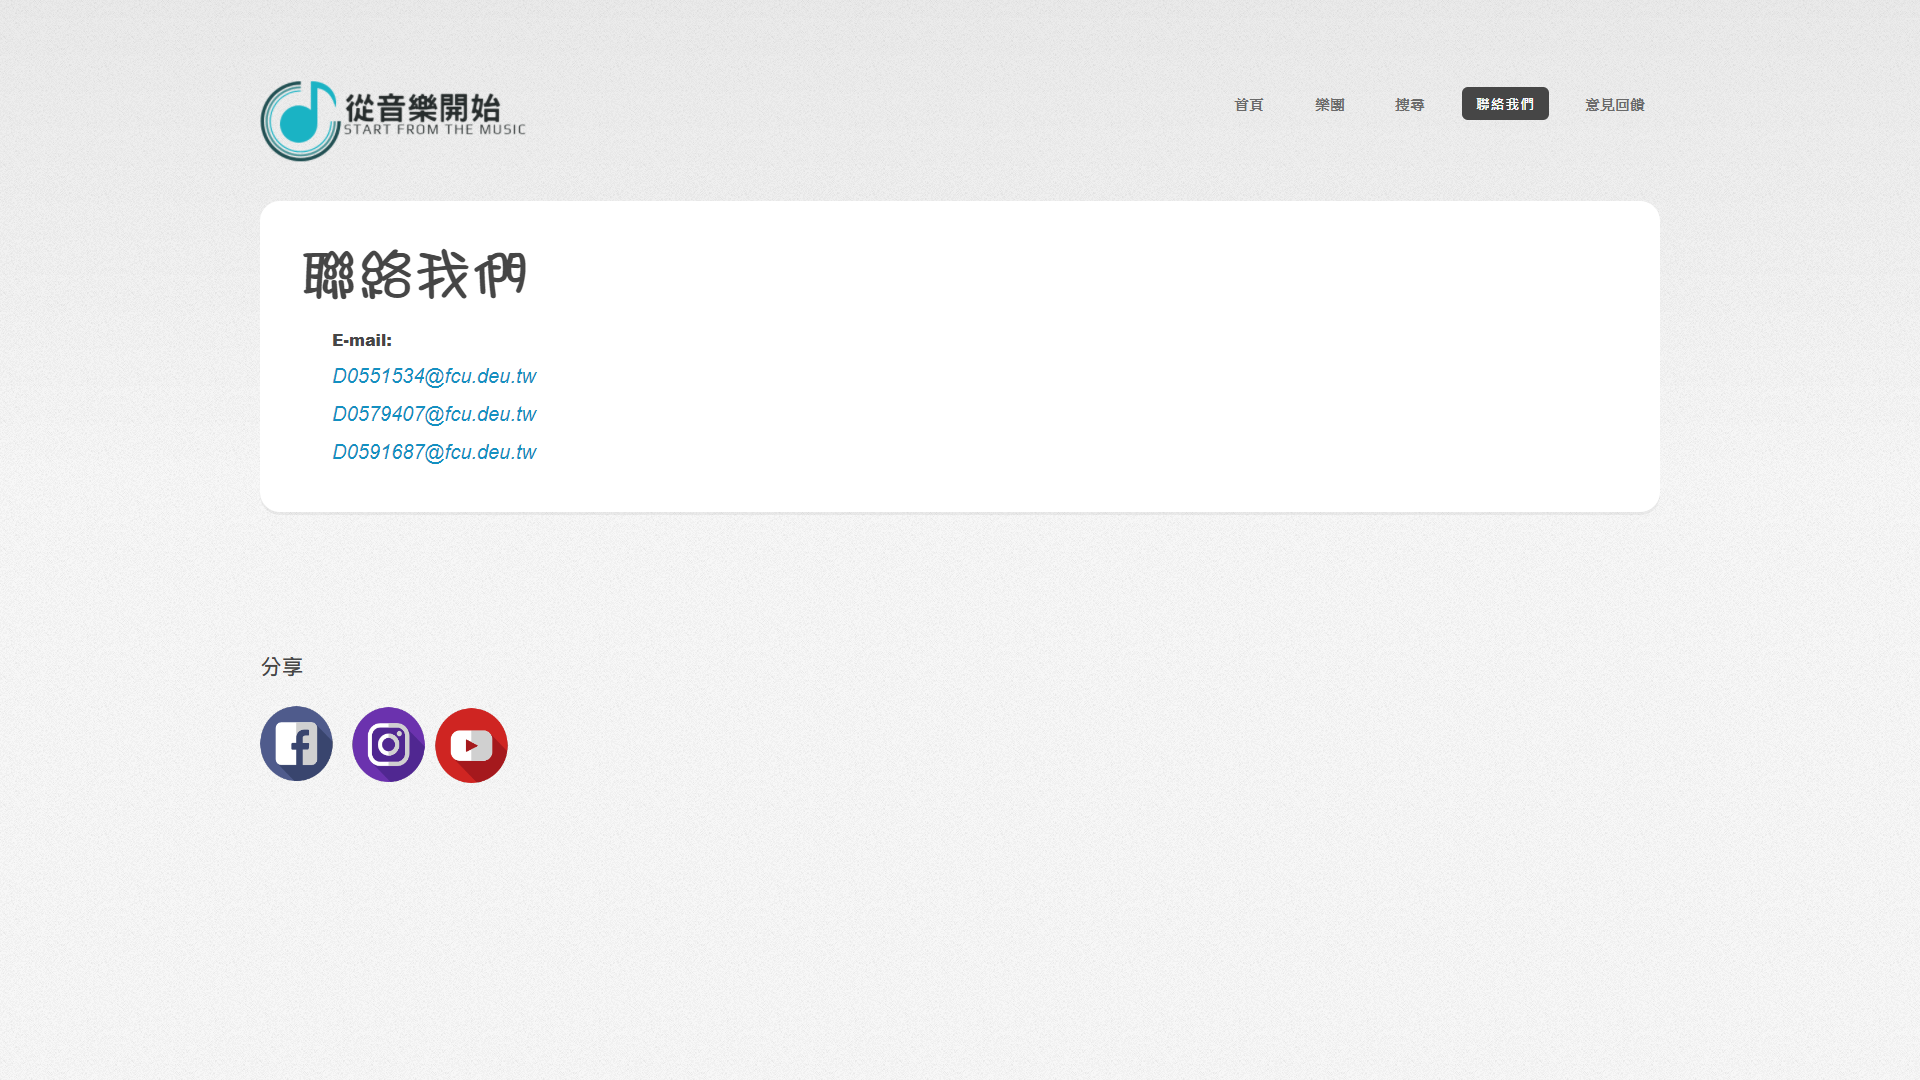 從音樂開始
START FROM THE MUSIC
首頁
樂團
搜尋
聯絡我們
意見回饋
聯絡我們
E-mail:
D0551534@fcu.deu.tw
D0579407@fcu.deu.tw
D0591687@fcu.deu.tw
分享